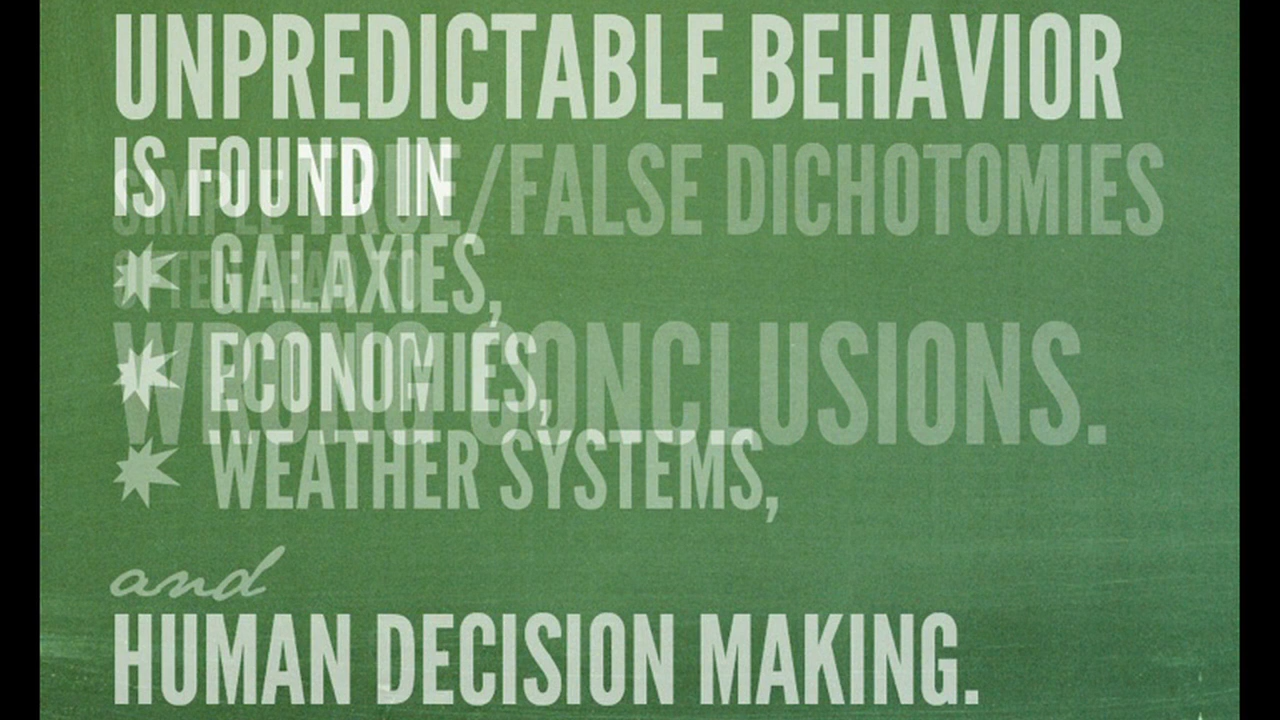 UNPREDICTABLE BEHAVIOR
IS FOUND IN
SIMPLE TRUE/FALSE DICHOTOMIES
GALAXIES,
OFTEN LEAD TO
ECONOMIES,
WRONG CONCLUSIONS.
WEATHER SYSTEMS,
and
HUMAN DECISION MAKING.